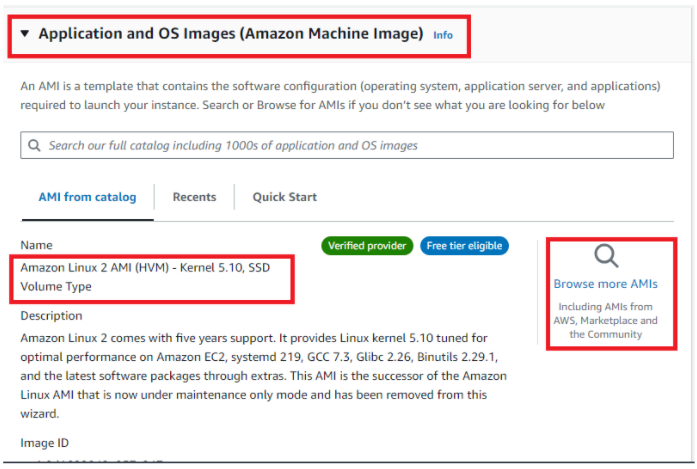 ▼ Application and OS Images (Amazon Machine Image) Info
An AMI is a template that contains the software configuration (operating system, application server, and applications)
required to launch your instance. Search or Browse for AMIs if you don't see what you are looking for below
Search our full catalog including 1000s of application and OS images
AMI from catalog Recents Quick Start
Name Verified provider Free tier eligible
Amazon Linux 2 AMI (HVM) - Kernel 5.10, SSD
Volume Type
Browse more AMIs
Including AMIs from
AWS, Marketplace and
the Community
Description
Amazon Linux 2 comes with five years support. It provides Linux kernel 5.10 tuned for
optimal performance on Amazon EC2, systemd 219, GCC 7.3, Glibc 2.26, Binutils 2.29.1,
and the latest software packages through extras. This AMI is the successor of the Amazon
Linux AMI that is now under maintenance only mode and has been removed from this
wizard.
Image ID